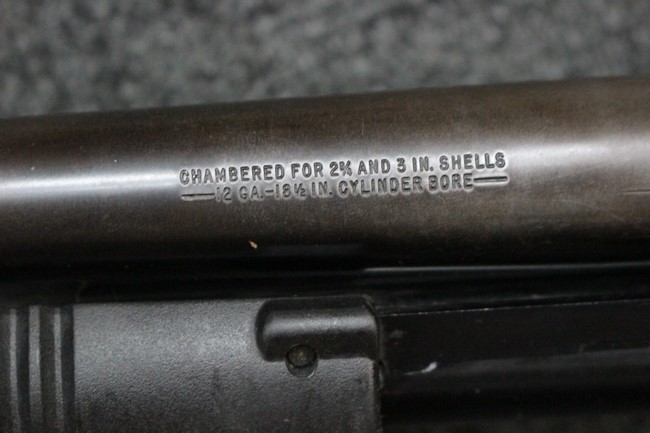 CHAMBERED FOR 2¾ AND 3 IN. SHELLS
—12 GA.-18½ IN. CYLINDER BORE—